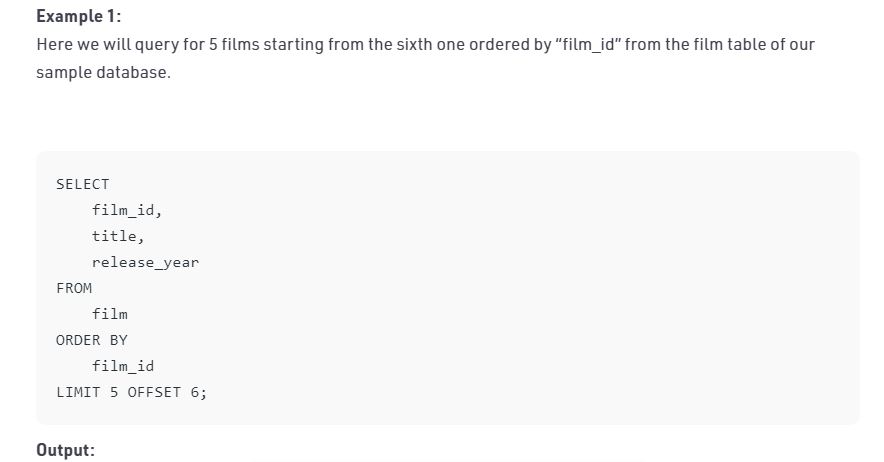 Example 1:
Here we will query for 5 films starting from the sixth one ordered by “film_id” from the film table of our
sample database.
SELECT
    film_id,
    title,
    release_year
FROM
    film
ORDER BY
    film_id
LIMIT 5 OFFSET 6;
Output: